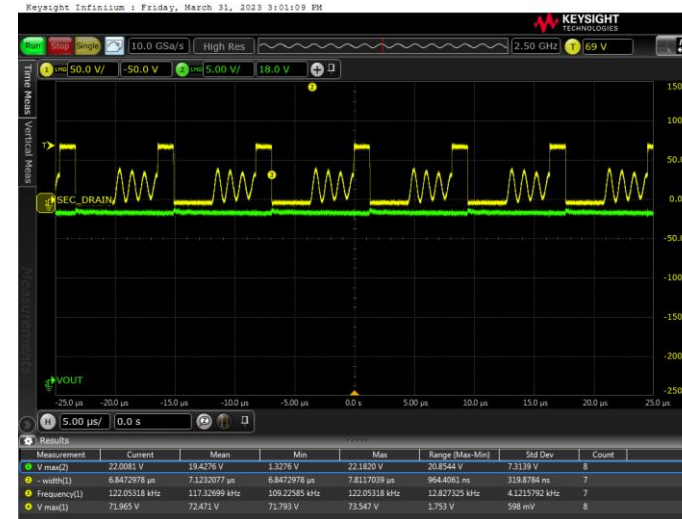 Keysight Infiniium : Friday, March 31, 2023 3:01:09 PM
KEYSIGHT
TECHNOLOGIES
Run Stop Single 10.0 GSa/s High Res 2.50 GHz T 69 V
1 1MΩ 50.0 V/ -50.0 V 2 1MΩ 5.00 V/ 18.0 V
Time Meas
Vertical Meas
Measurements
150
100
50.0
0.0
-50.0
-100
-150
-200
-250
T
2
3
SEC_DRAIN
VOUT
-25.0 µs -20.0 µs -15.0 µs -10.0 µs -5.00 µs 0.0 s 5.00 µs 10.0 µs 15.0 µs 20.0 µs 25.0 µs
H 5.00 µs/ 0.0 s
Results
Measurement Current Mean Min Max Range (Max-Min) Std Dev Count
V max(2) 22.0081 V 19.4276 V 1.3276 V 22.1820 V 20.8544 V 7.3139 V 8
- width(1) 6.8472978 µs 7.1232077 µs 6.8472978 µs 7.8117039 µs 964.4061 ns 319.8784 ns 7
Frequency(1) 122.05318 kHz 117.32699 kHz 109.22585 kHz 122.05318 kHz 12.827325 kHz 4.1215792 kHz 7
V max(1) 71.965 V 72.471 V 71.793 V 73.547 V 1.753 V 598 mV 8